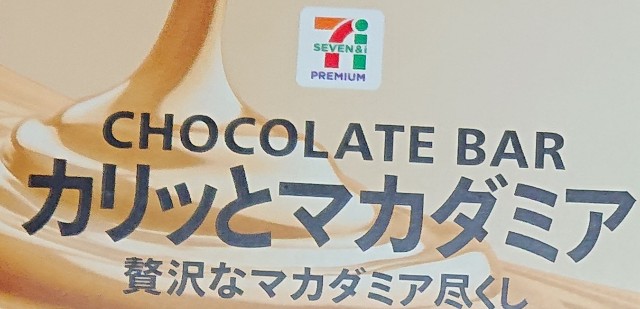 SEVEN&i
PREMIUM
CHOCOLATE BAR
カリッとマカダミア
贅沢なマカダミア尽くし